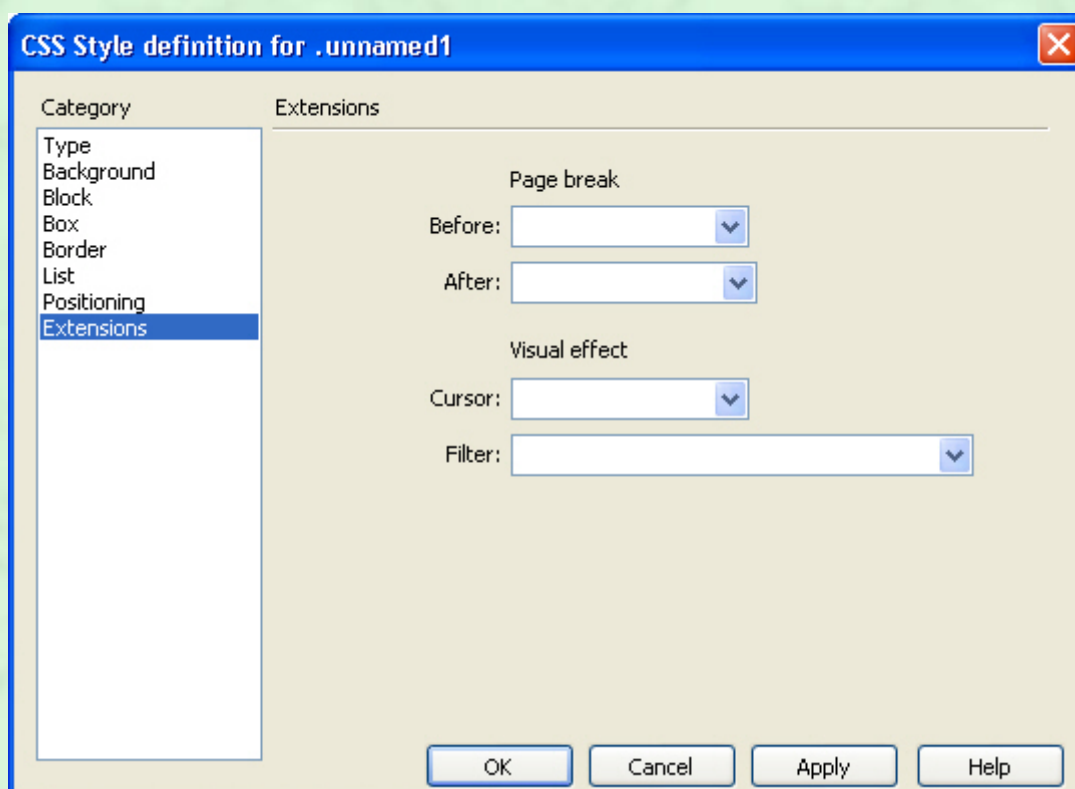 CSS Style definition for .unnamed1
Category
Extensions
Type
Background
Block
Box
Border
List
Positioning
Extensions
Page break
Before:
After:
Visual effect
Cursor:
Filter:
OK Cancel Apply Help